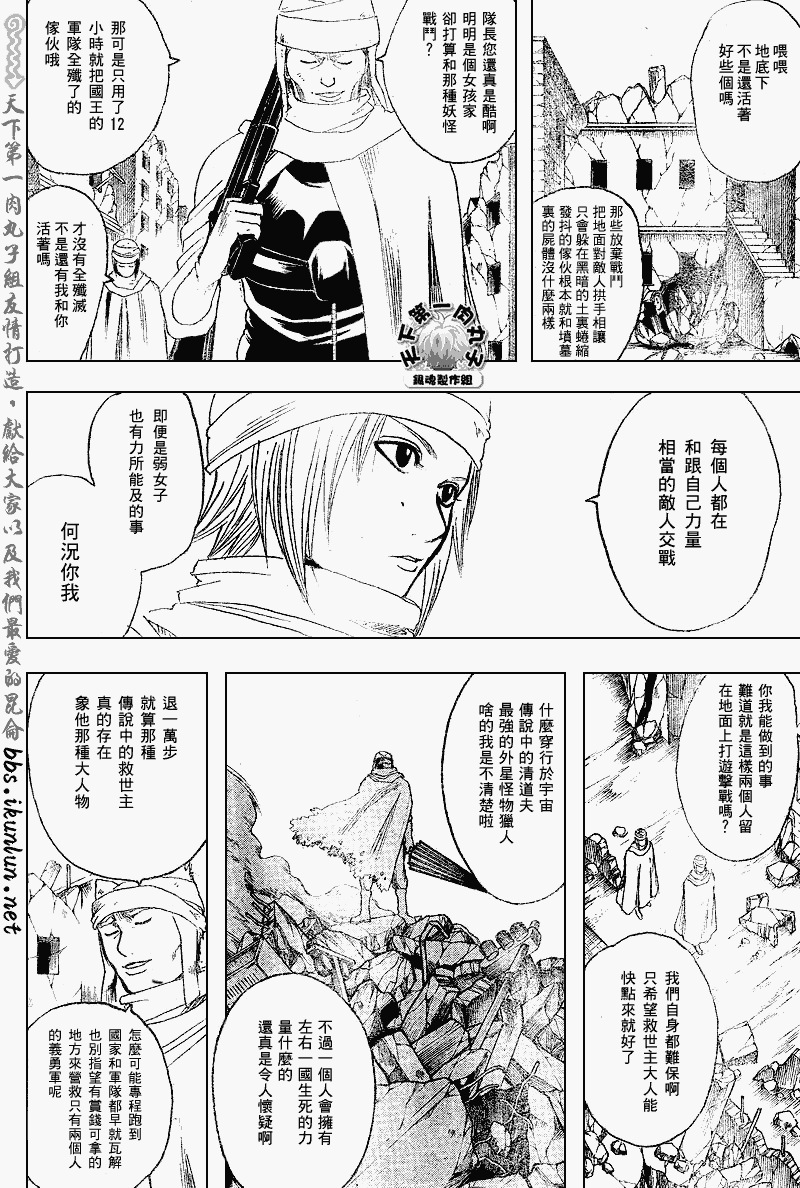 喂喂
地底下
不是還活著
好些個嗎
那些放棄戰鬥
把地面對敵人拱手相讓
只會躲在黑暗的土裏蜷縮
發抖的傢伙根本就和墳墓
裏的屍體沒什麼兩樣
隊長您還真是酷啊
明明是個女孩家
卻打算和那種妖怪
戰鬥?
那可是只用了12
小時就把國王的
軍隊全殲了的
傢伙哦
才沒有全殲滅
不是還有我和你
活著嗎
天下第一肉丸子
銀魂製作組
每個人都在
和跟自己力量
相當的敵人交戰
即便是弱女子
也有力所能及的事
何況你我
你我能做到的事
難道就是這樣兩個人留
在地面上打遊擊戰嗎?
我們自身都難保啊
只希望救世主大人能
快點來就好了
什麼穿行於宇宙
傳說中的清道夫
最強的外星怪物獵人
啥的我是不清楚啦
不過一個人會擁有
左右一國生死的力
量什麼的
還真是令人懷疑啊
退一萬步
就算那種
傳說中的救世主
真的存在
象他那種大人物
怎麼可能專程跑到
國家和軍隊都早就瓦解
也別指望有賞錢可拿的
地方來營救只有兩個人
的義勇軍呢
天下第一肉丸子組友情打造,獻給大家以及我們最愛的昆侖 bbs.ikunlun.net